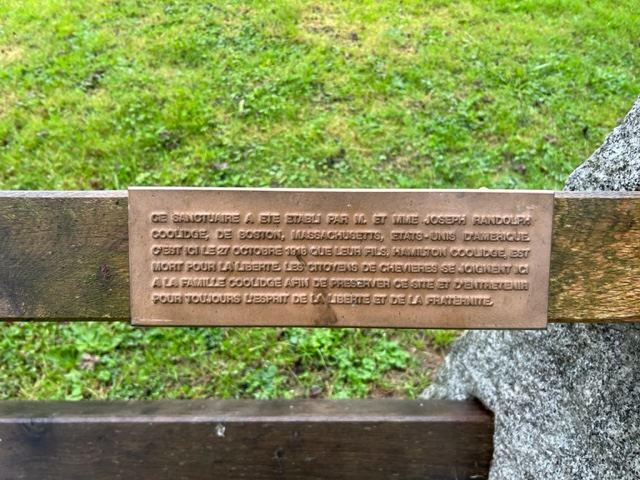 CE SANCTUAIRE A ETE ETABLI PAR M. ET MME JOSEPH RANDOLPH
COOLIDGE, DE BOSTON, MASSACHUSETTS, ETATS-UNIS D'AMERIQUE.
C'EST ICI LE 27 OCTOBRE 1918 QUE LEUR FILS, HAMILTON COOLIDGE, EST
MORT POUR LA LIBERTE. LES CITOYENS DE CHEVIERES SE JOIGNENT ICI
A LA FAMILLE COOLIDGE AFIN DE PRESERVER CE SITE ET D'ENTRETENIR
POUR TOUJOURS L'ESPRIT DE LA LIBERTE ET DE LA FRATERNITE.